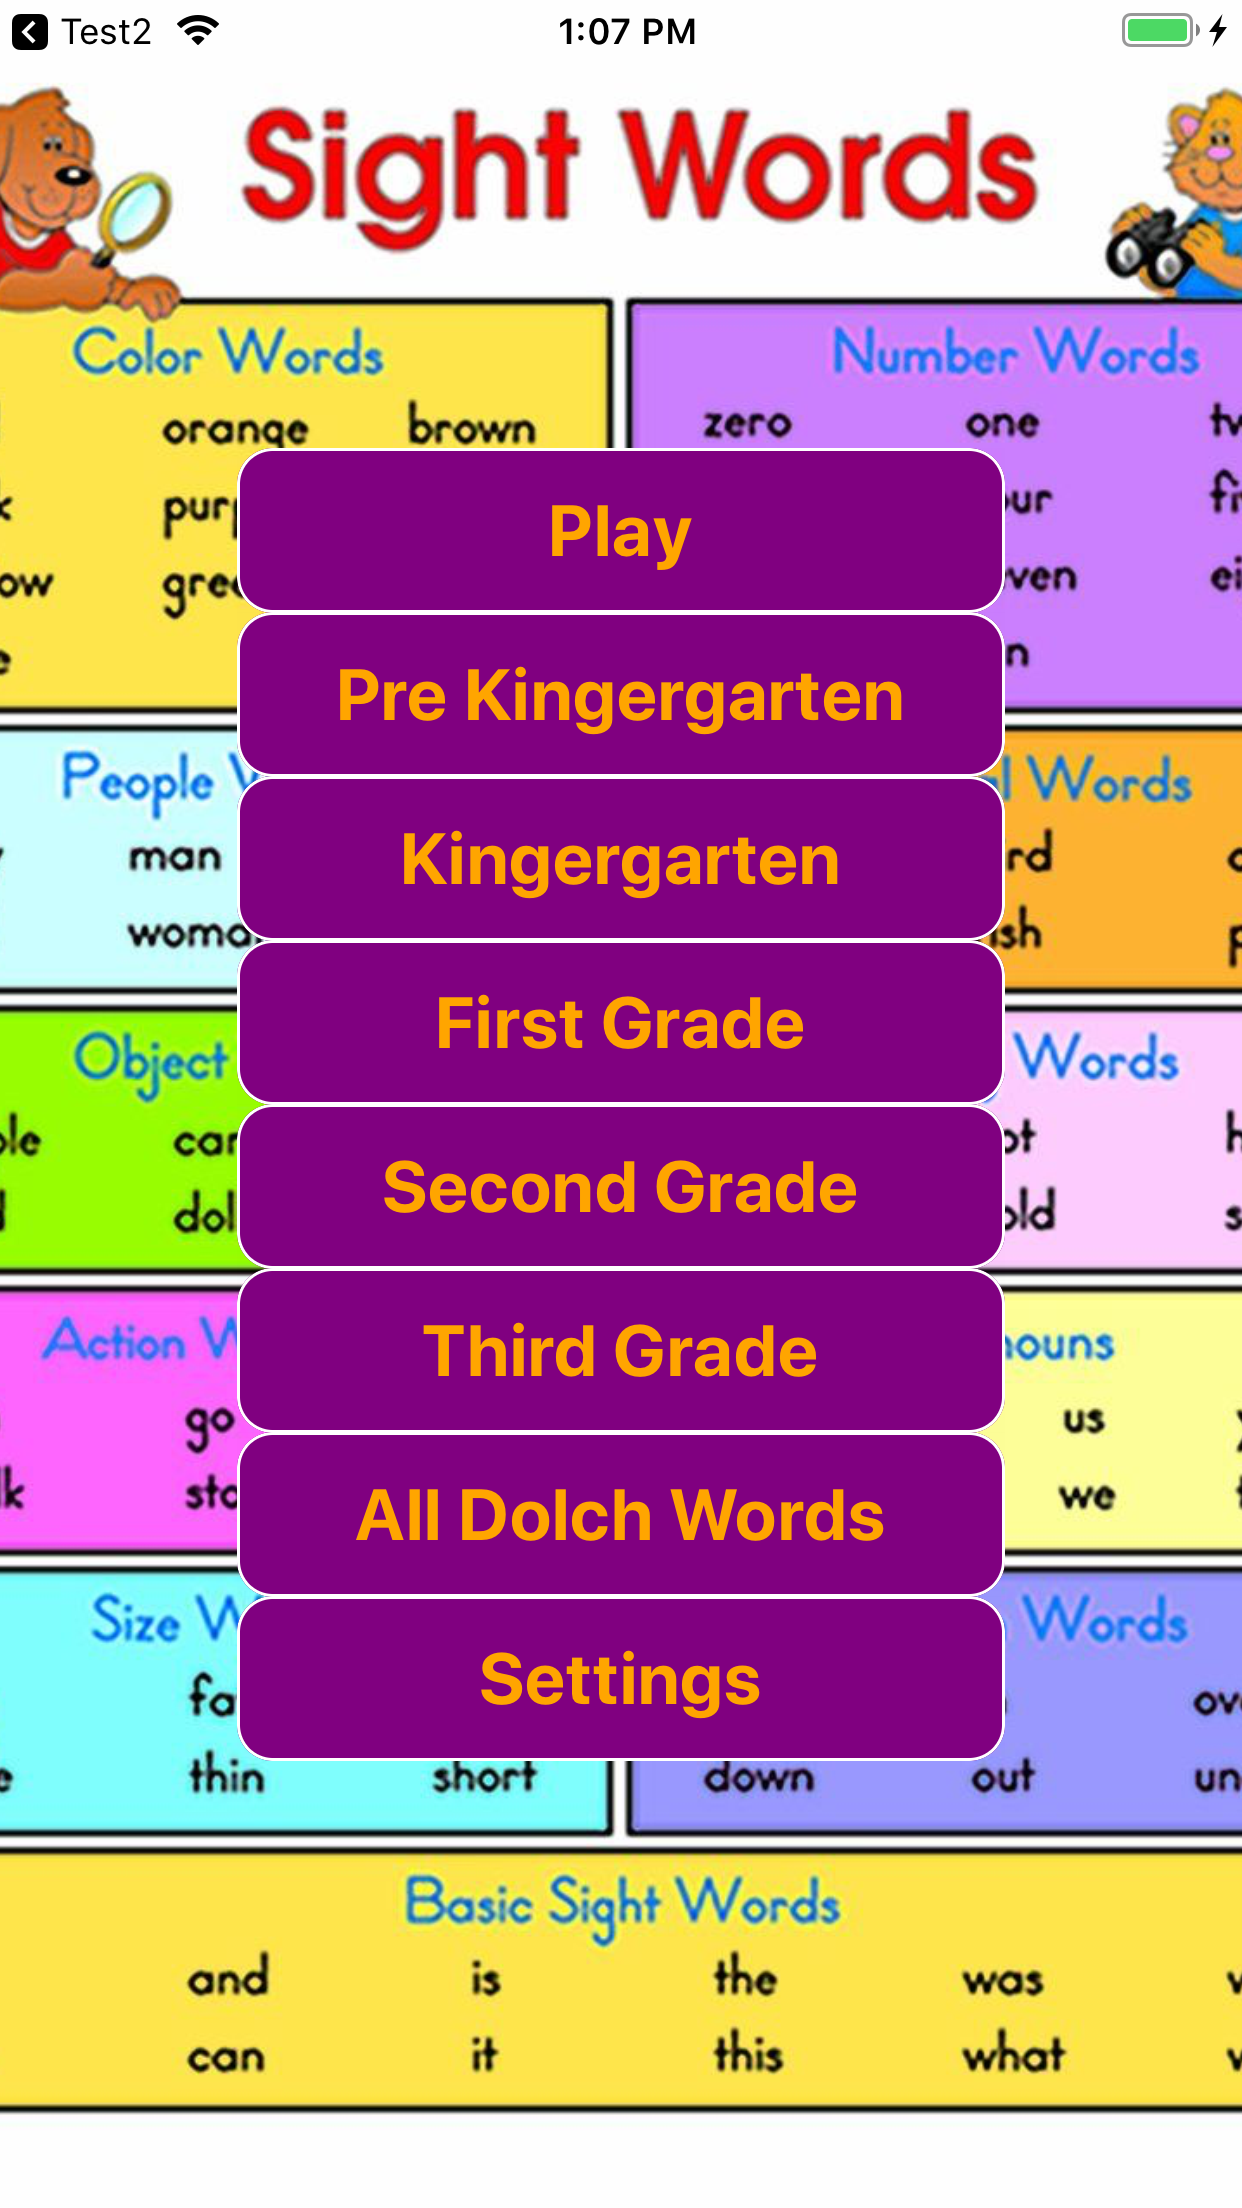 Test2
1:07 PM
Sight Words
Color Words
Number Words
orange brown
zero one
Play
Pre Kingergarten
Kingergarten
First Grade
Second Grade
Third Grade
All Dolch Words
Settings
People
man
Words
Object
Words
Action
go
us
we
Size
Words
thin short
down out
Basic Sight Words
and is the was
can it this what